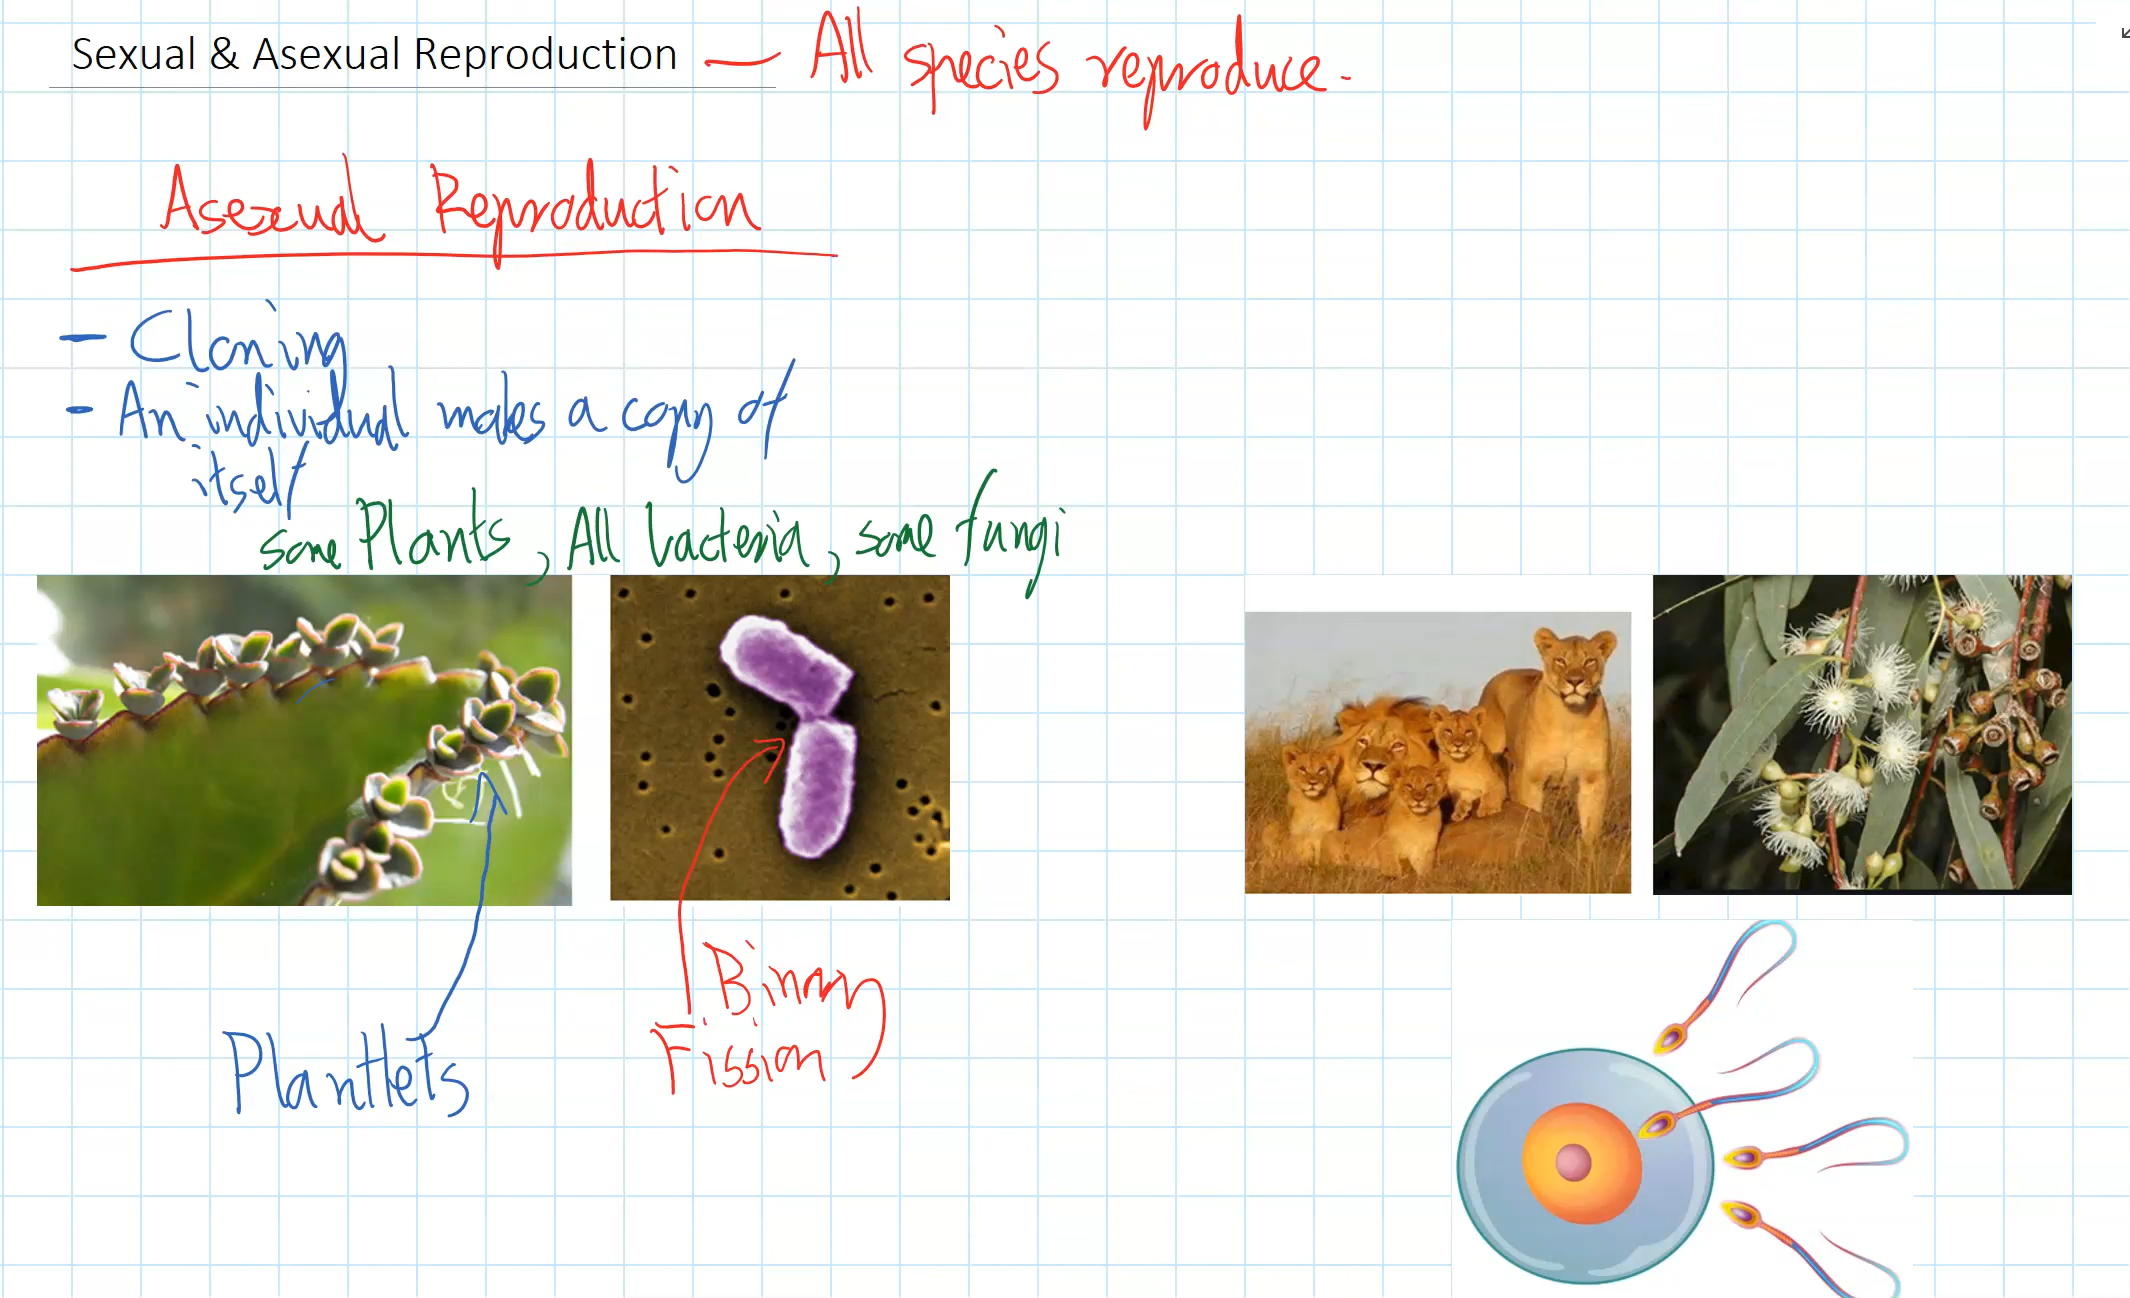 Sexual & Asexual Reproduction — All species reproduce.
Asexual Reproduction
- Cloning
- An individual makes a copy of
itself
some Plants, All bacteria, some fungi
Plantlets
Binary
Fission